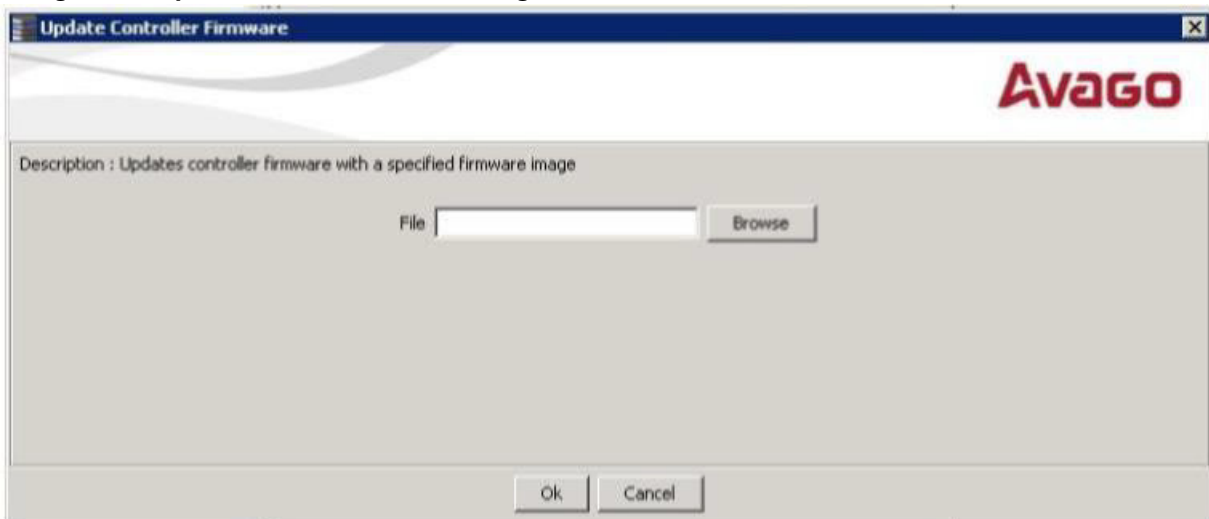 Update Controller Firmware
Avago
Description : Updates controller firmware with a specified firmware image
File
Browse
Ok
Cancel